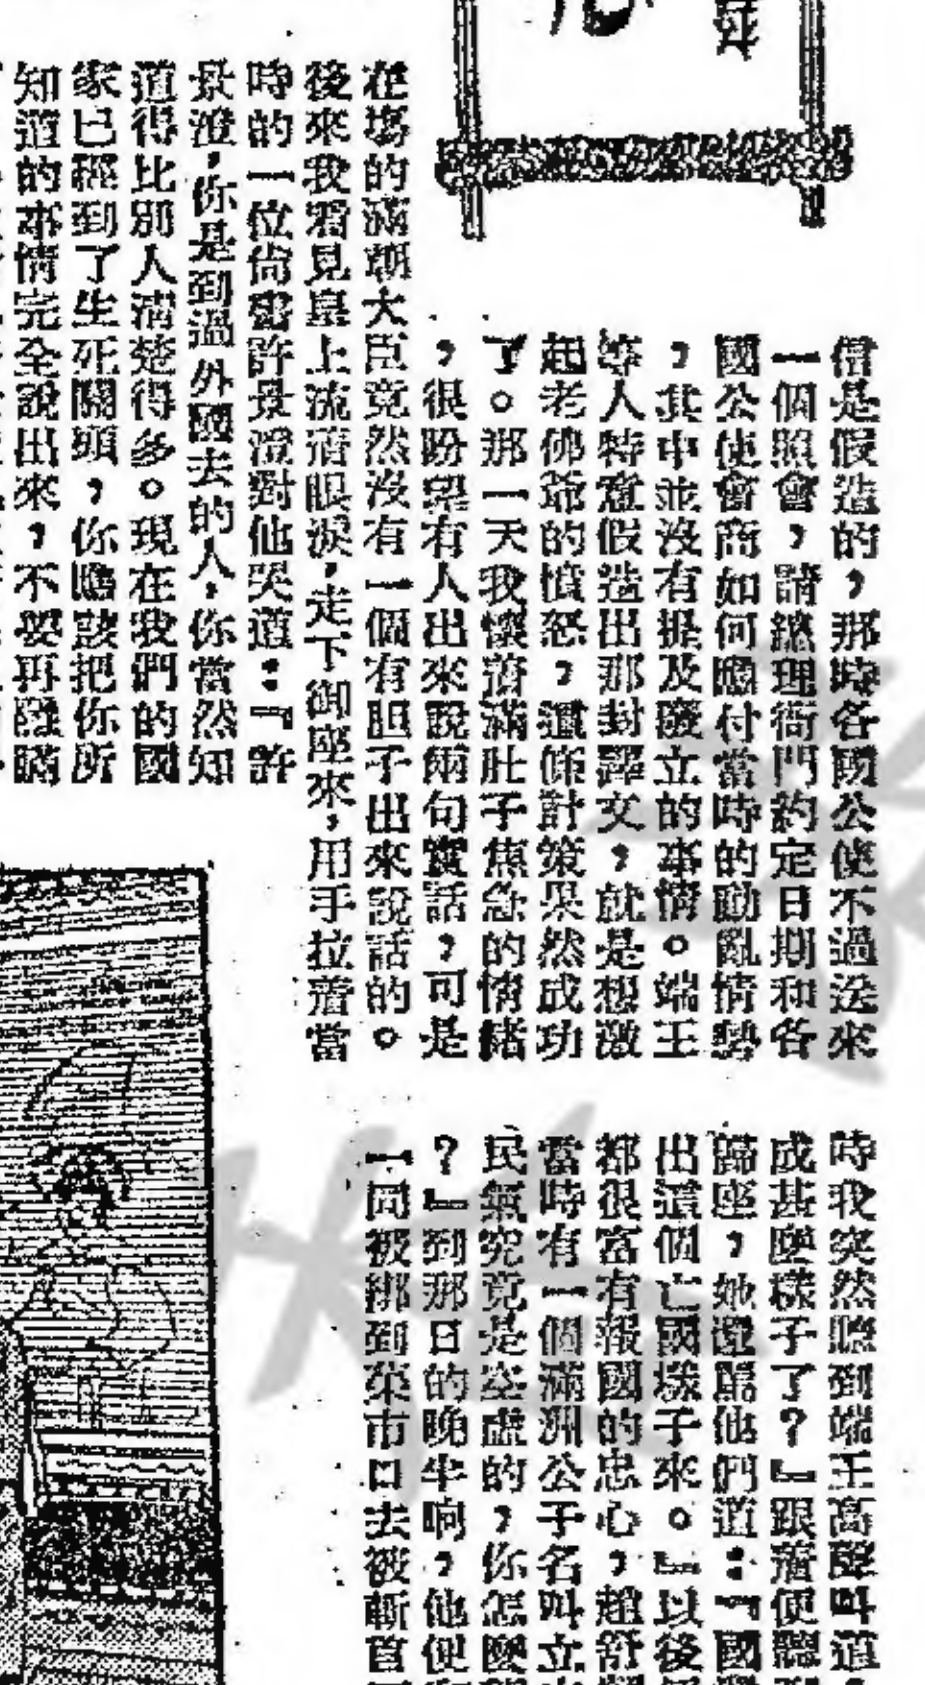 信是假造的，那時各國公使不過送來
一個照會，請總理衙門約定日期和各
國公使會商如何應付當時的動亂情勢
，其中並沒有提及廢立的事情。端王
等人特意假造出那封譯文，就是想激
起老佛爺的憤怒，這條計策果然成功
了。那一天我懷着滿肚子焦急的情緒
，很盼望有人出來說兩句實話，可是
在場的滿朝大臣竟然沒有一個有胆子出來說話的。
後來我看見皇上流着眼淚，走下御座來，用手拉着當
時的一位尚書許景澄對他哭道：『許
景澄，你是到過外國去的人，你當然知
道得比別人清楚得多。現在我們的國
家已經到了生死關頭，你應該把你所
知道的事情完全說出來，不要再隱瞞
時我突然聽到端王高聲叫道
成甚麼樣子了？』跟着便聽到
歸座，她還罵他們道：『國
出這個亡國樣子來。』以後
都很富有報國的忠心，趙舒
當時有一個滿洲公子名叫立山
民氣究竟是空虛的，你怎麼
？』到那日的晚半晌，他便
一同被綁到菜市口去被斬首